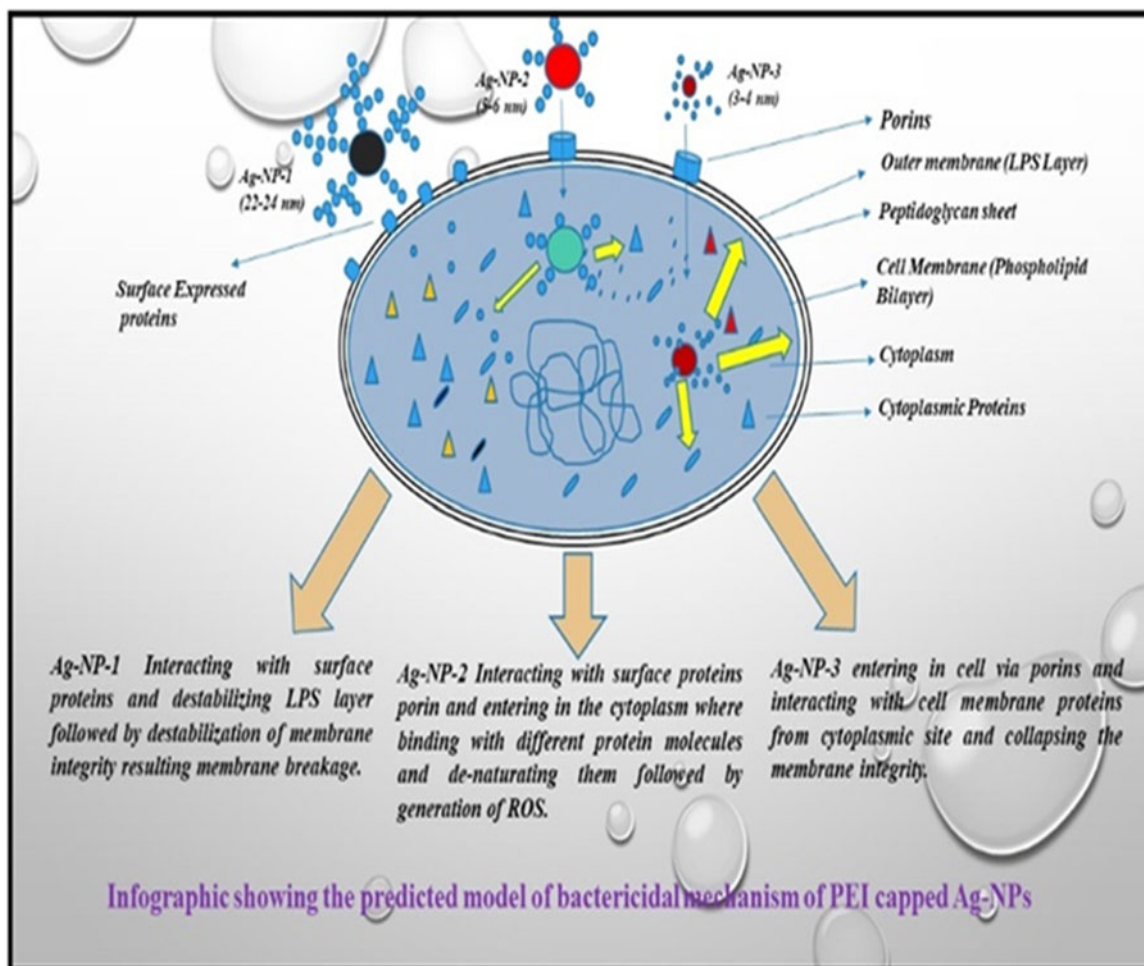 Ag-NP-2
(5-6 nm)
Ag-NP-3
(3-4 nm)
Ag-NP-1
(22-24 nm)
Porins
Outer membrane (LPS Layer)
Peptidoglycan sheet
Cell Membrane (Phospholipid
Bilayer)
Cytoplasm
Cytoplasmic Proteins
Surface Expressed
proteins
Ag-NP-1 Interacting with surface
proteins and destabilizing LPS layer
followed by destabilization of membrane
integrity resulting membrane breakage.
Ag-NP-2 Interacting with surface proteins
porin and entering in the cytoplasm where
binding with different protein molecules
and de-naturating them followed by
generation of ROS.
Ag-NP-3 entering in cell via porins and
interacting with cell membrane proteins
from cytoplasmic site and collapsing the
membrane integrity.
Infographic showing the predicted model of bactericidal mechanism of PEI capped Ag-NPs